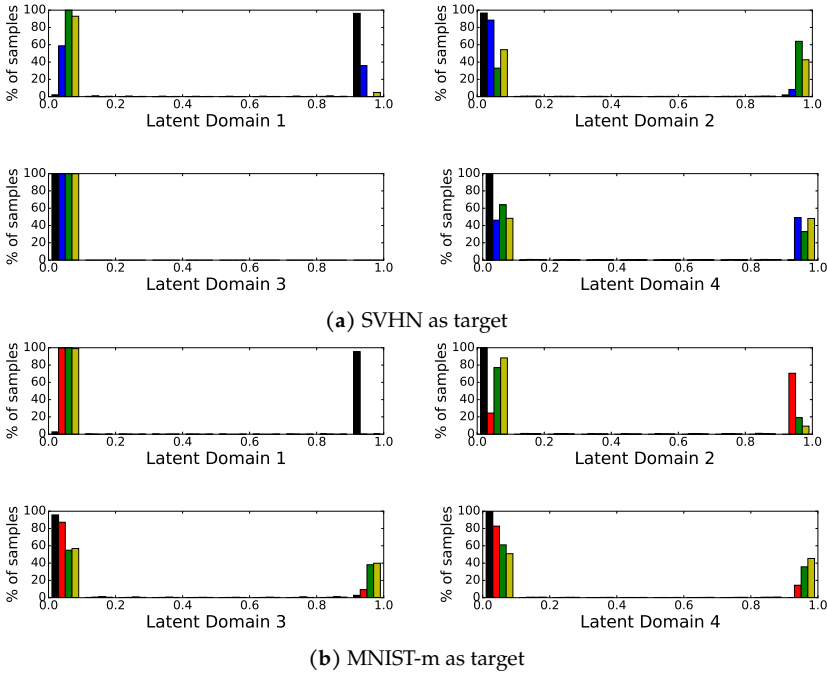 % of samples
100
80
60
40
20
0
0.0 0.2 0.4 0.6 0.8 1.0
Latent Domain 1
% of samples
100
80
60
40
20
0
0.0 0.2 0.4 0.6 0.8 1.0
Latent Domain 2
% of samples
100
80
60
40
20
0
0.0 0.2 0.4 0.6 0.8 1.0
Latent Domain 3
% of samples
100
80
60
40
20
0
0.0 0.2 0.4 0.6 0.8 1.0
Latent Domain 4
(a) SVHN as target
% of samples
100
80
60
40
20
0
0.0 0.2 0.4 0.6 0.8 1.0
Latent Domain 1
% of samples
100
80
60
40
20
0
0.0 0.2 0.4 0.6 0.8 1.0
Latent Domain 2
% of samples
100
80
60
40
20
0
0.0 0.2 0.4 0.6 0.8 1.0
Latent Domain 3
% of samples
100
80
60
40
20
0
0.0 0.2 0.4 0.6 0.8 1.0
Latent Domain 4
(b) MNIST-m as target